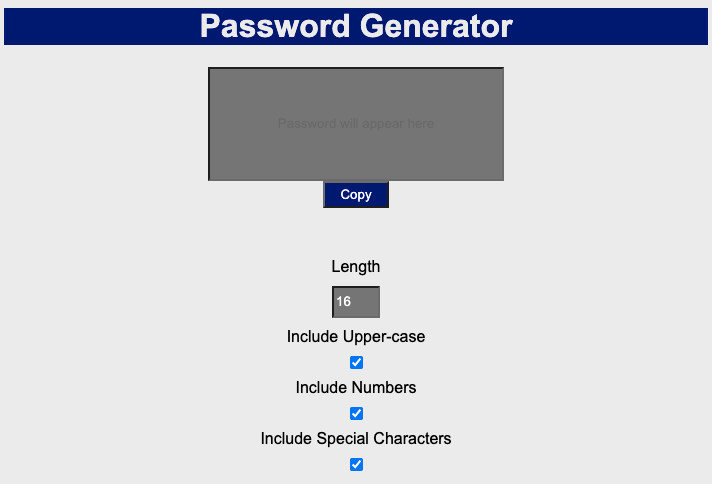 Password Generator
Password will appear here
Copy
Length
16
Include Upper-case
Include Numbers
Include Special Characters